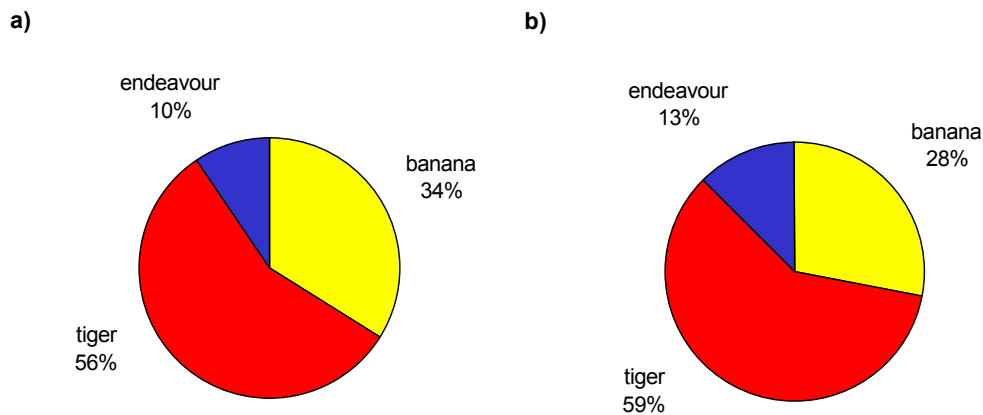 a)
endeavour
10%
banana
34%
tiger
56%
b)
endeavour
13%
banana
28%
tiger
59%